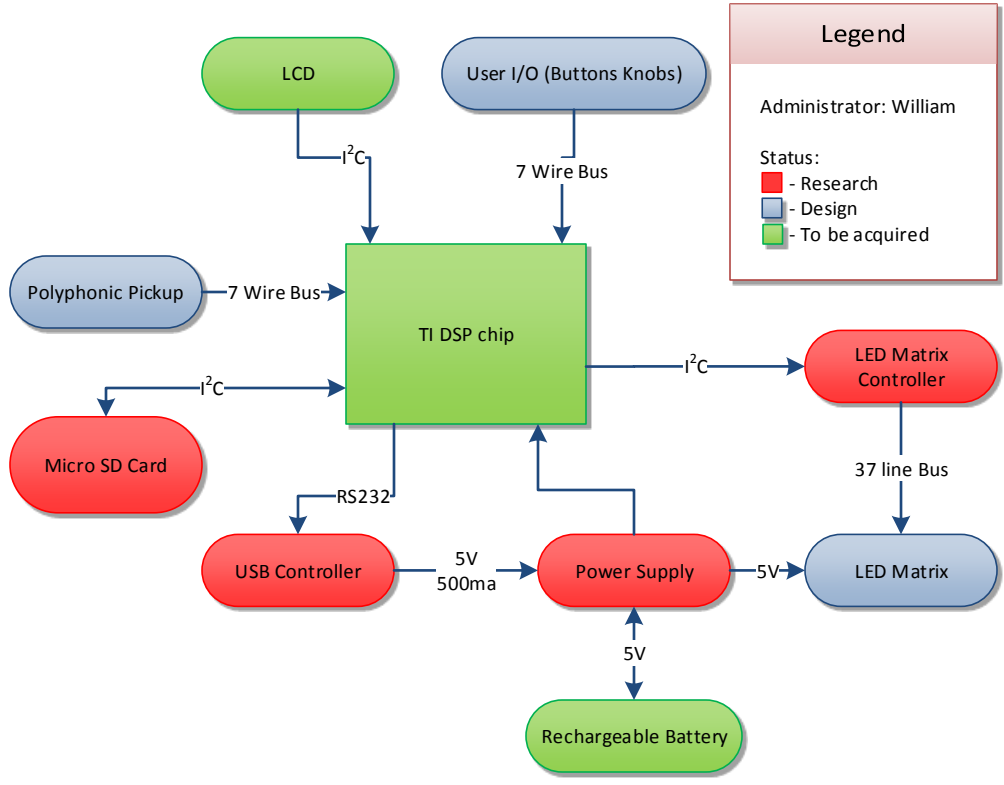 Legend
Administrator: William
Status:
- Research
- Design
- To be acquired
LCD
User I/O (Buttons Knobs)
I²C
7 Wire Bus
Polyphonic Pickup
7 Wire Bus
TI DSP chip
I²C
LED Matrix
Controller
I²C
Micro SD Card
37 line Bus
RS232
USB Controller
5V
500ma
Power Supply
5V
LED Matrix
5V
Rechargeable Battery